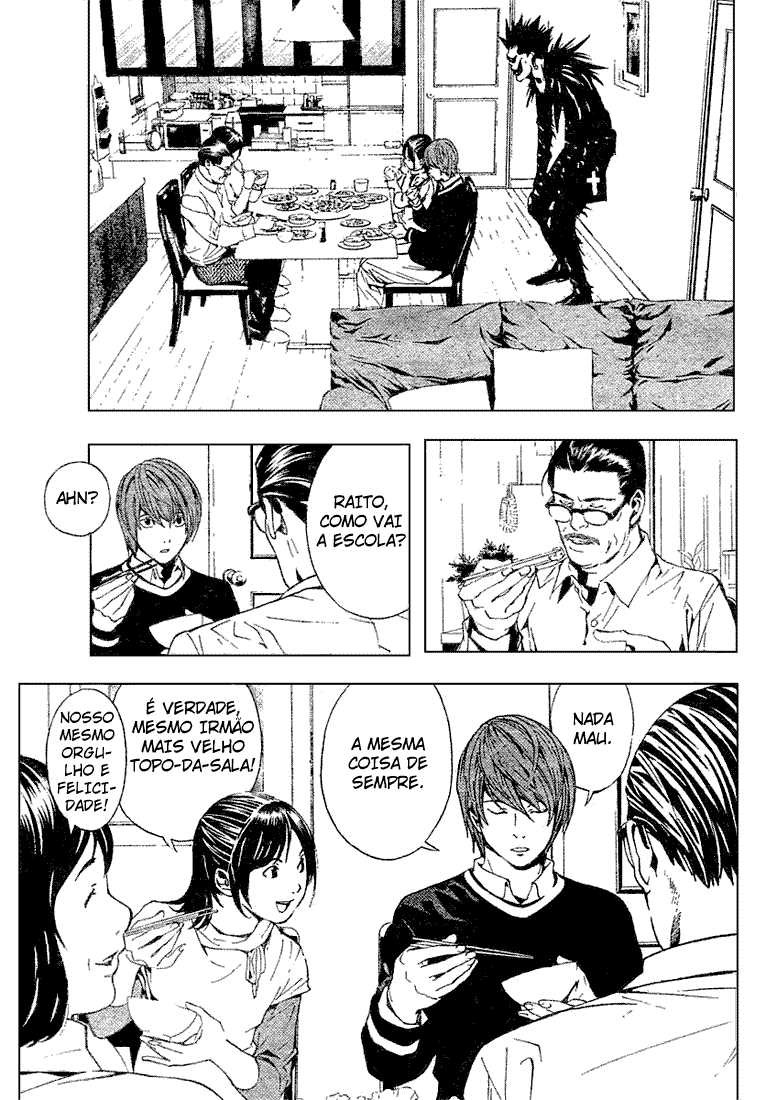 RAITO,
COMO VAI
A ESCOLA?
AHN?
NADA
MAU.
A MESMA
COISA DE
SEMPRE.
É VERDADE,
MESMO IRMÃO
MAIS VELHO
TOPO-DA-SALA!
NOSSO
MESMO
ORGU-
LHO E
FELICI-
DADE!